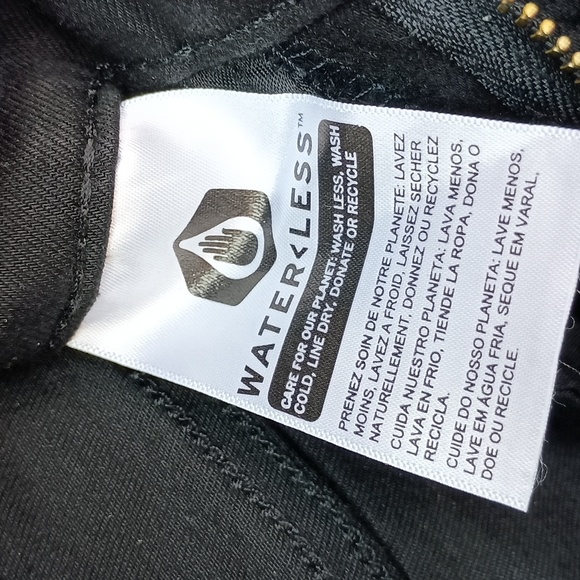 WATER<LESS™
CARE FOR OUR PLANET: WASH LESS, WASH
COLD, LINE DRY, DONATE OR RECYCLE
PRENEZ SOIN DE NOTRE PLANETE: LAVEZ
MOINS, LAVEZ A FROID, LAISSEZ SECHER
NATURELLEMENT, DONNEZ OU RECYCLEZ
CUIDA NUESTRO PLANETA: LAVA MENOS,
LAVA EN FRIO, TIENDE LA ROPA, DONA O
RECICLA.
CUIDE DO NOSSO PLANETA: LAVE MENOS,
LAVE EM ÁGUA FRIA, SEQUE EM VARAL,
DOE OU RECICLE.